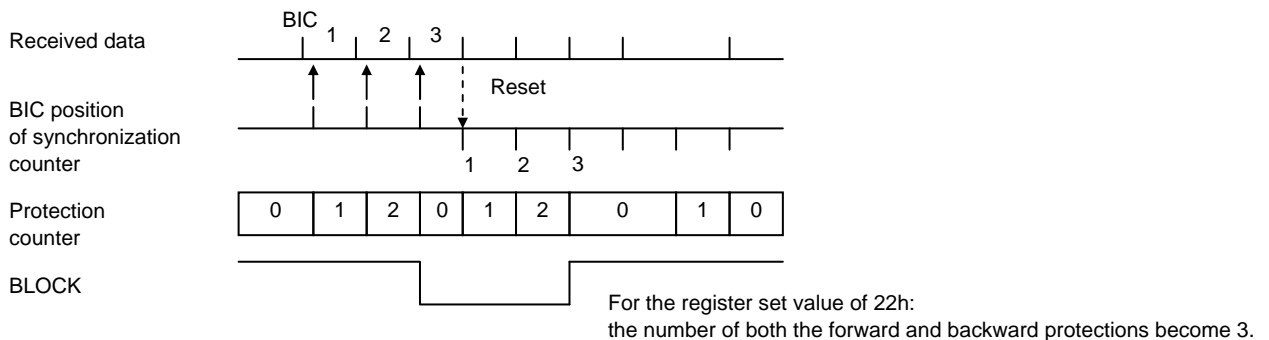 BIC
Received data
1 2 3
Reset
BIC position
of synchronization
counter
1 2 3
Protection
counter
0 1 2 0 1 2 0 1 0
BLOCK
For the register set value of 22h:
the number of both the forward and backward protections become 3.